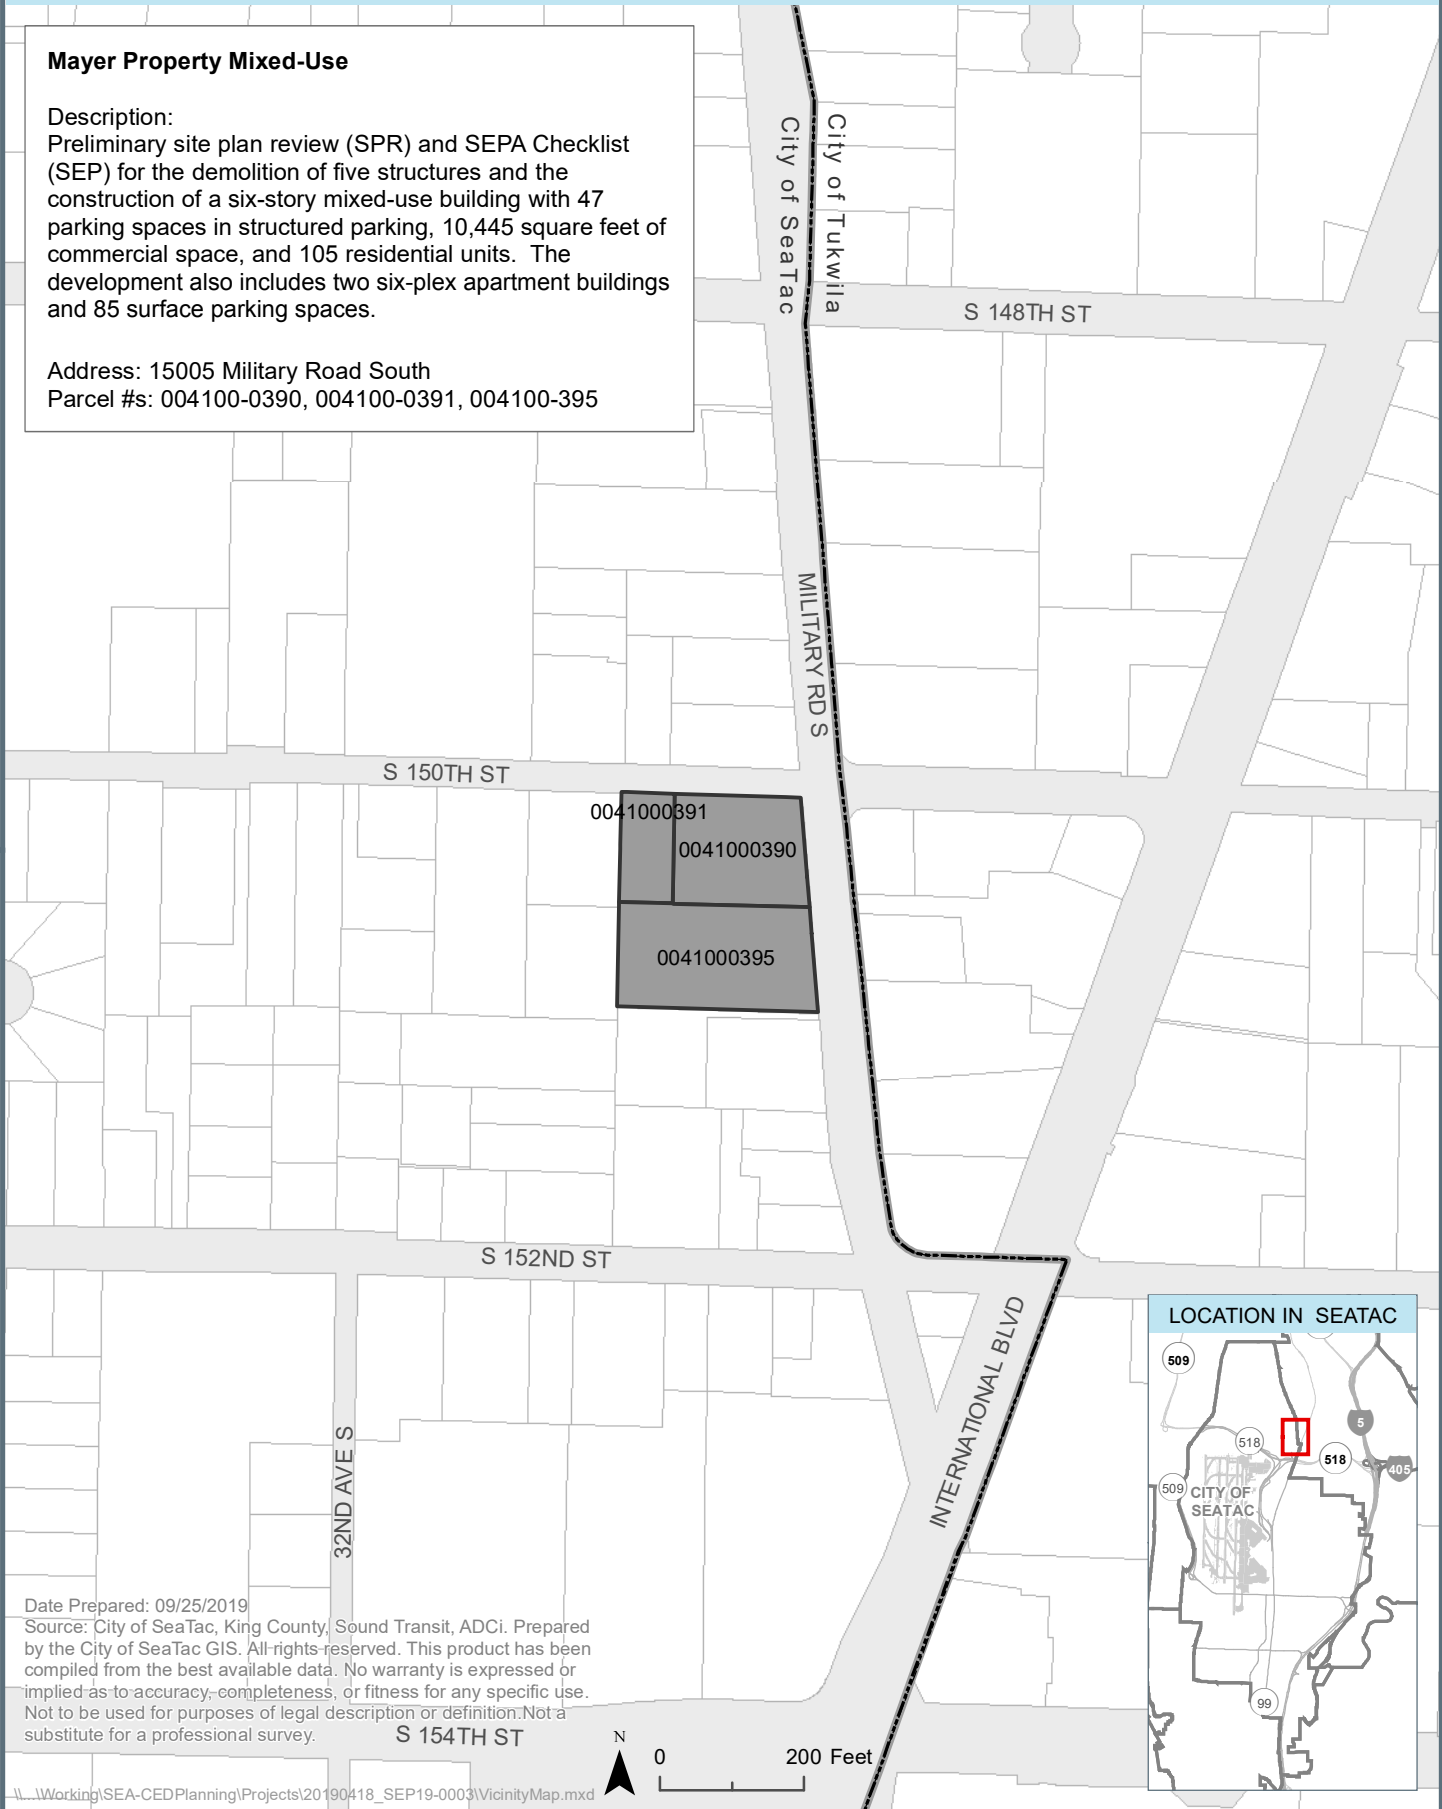 Mayer Property Mixed-Use
Description:
Preliminary site plan review (SPR) and SEPA Checklist
(SEP) for the demolition of five structures and the
construction of a six-story mixed-use building with 47
parking spaces in structured parking, 10,445 square feet of
commercial space, and 105 residential units.  The
development also includes two six-plex apartment buildings
and 85 surface parking spaces.
Address: 15005 Military Road South
Parcel #s: 004100-0390, 004100-0391, 004100-395
City of SeaTac
City of Tukwila
S 148TH ST
MILITARY RD S
S 150TH ST
0041000391
0041000390
0041000395
S 152ND ST
INTERNATIONAL BLVD
32ND AVE S
LOCATION IN  SEATAC
509
5
518
518
405
509
CITY OF
SEATAC
99
Date Prepared: 09/25/2019
Source: City of SeaTac, King County, Sound Transit, ADCi. Prepared
by the City of SeaTac GIS. All rights reserved. This product has been
compiled from the best available data. No warranty is expressed or
implied as to accuracy, completeness, or fitness for any specific use.
Not to be used for purposes of legal description or definition.Not a
substitute for a professional survey.
S 154TH ST
N
0 200 Feet
\\...\Working\SEA-CEDPlanning\Projects\20190418_SEP19-0003\VicinityMap.mxd